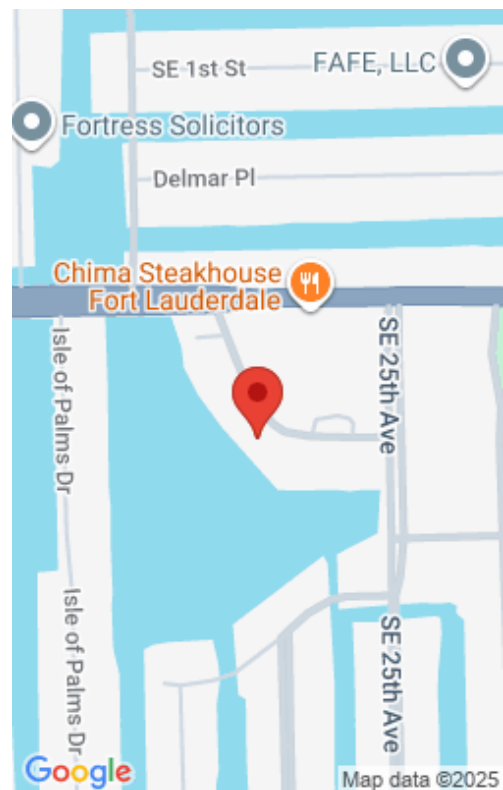 SE 1st St
FAFE, LLC
Fortress Solicitors
Delmar Pl
Chima Steakhouse
Fort Lauderdale
Isle of Palms Dr
SE 25th Ave
Isle of Palms Dr
SE 25th Ave
Google
Map data ©2025